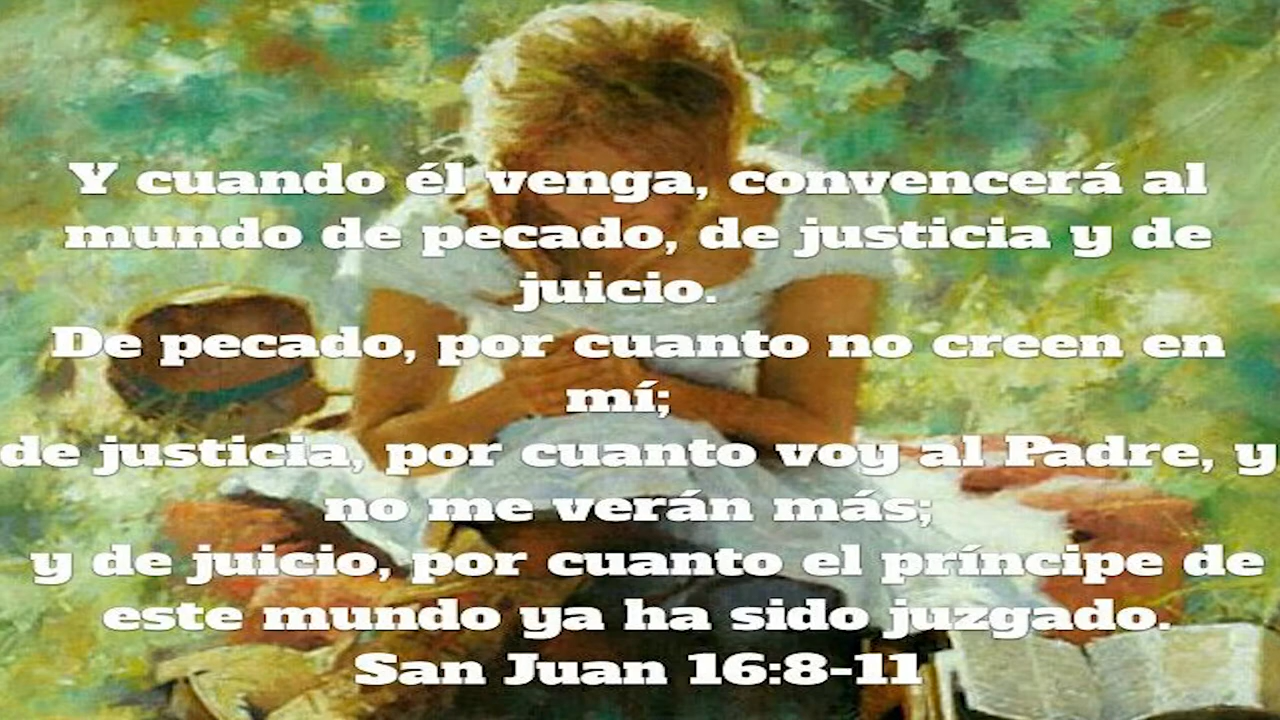 Y cuando él venga, convencerá al
mundo de pecado, de justicia y de
juicio.
De pecado, por cuanto no creen en
mí;
de justicia, por cuanto voy al Padre, y
no me verán más;
y de juicio, por cuanto el príncipe de
este mundo ya ha sido juzgado.
San Juan 16:8-11